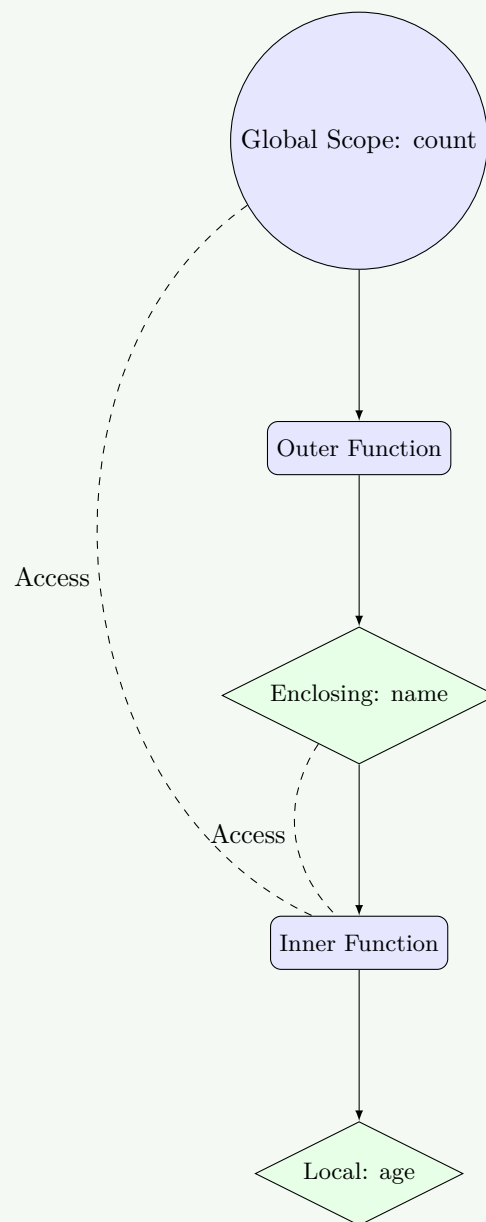 Global Scope: count
Outer Function
Access
Enclosing: name
Access
Inner Function
Local: age